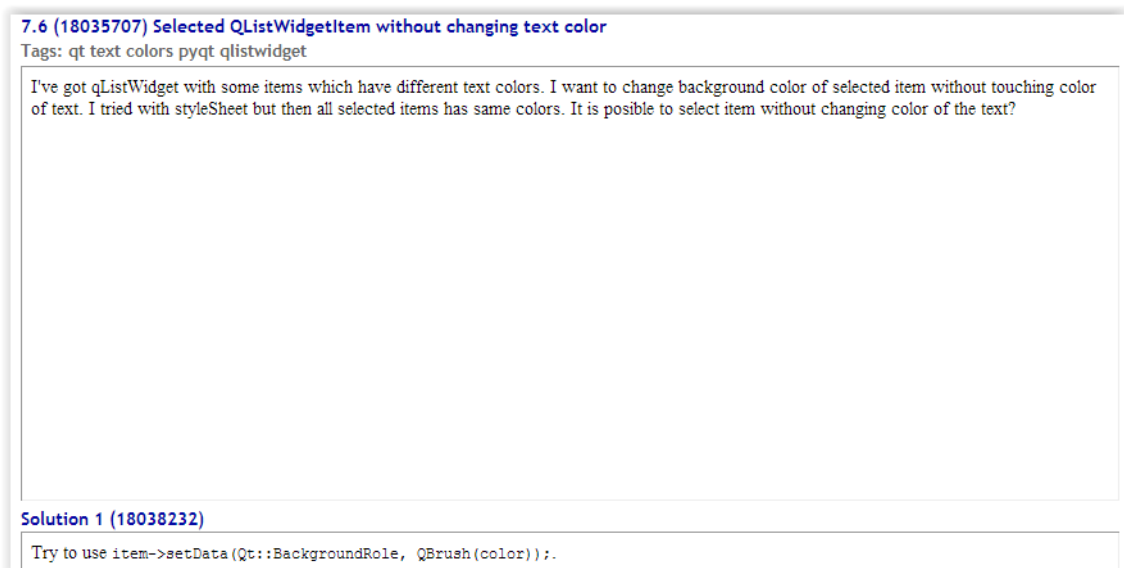 7.6 (18035707) Selected QListWidgetItem without changing text color
Tags: qt text colors pyqt qlistwidget
I've got qListWidget with some items which have different text colors. I want to change background color of selected item without touching color
of text. I tried with styleSheet but then all selected items has same colors. It is posible to select item without changing color of the text?
Solution 1 (18038232)
Try to use item->setData(Qt::BackgroundRole, QBrush(color));.